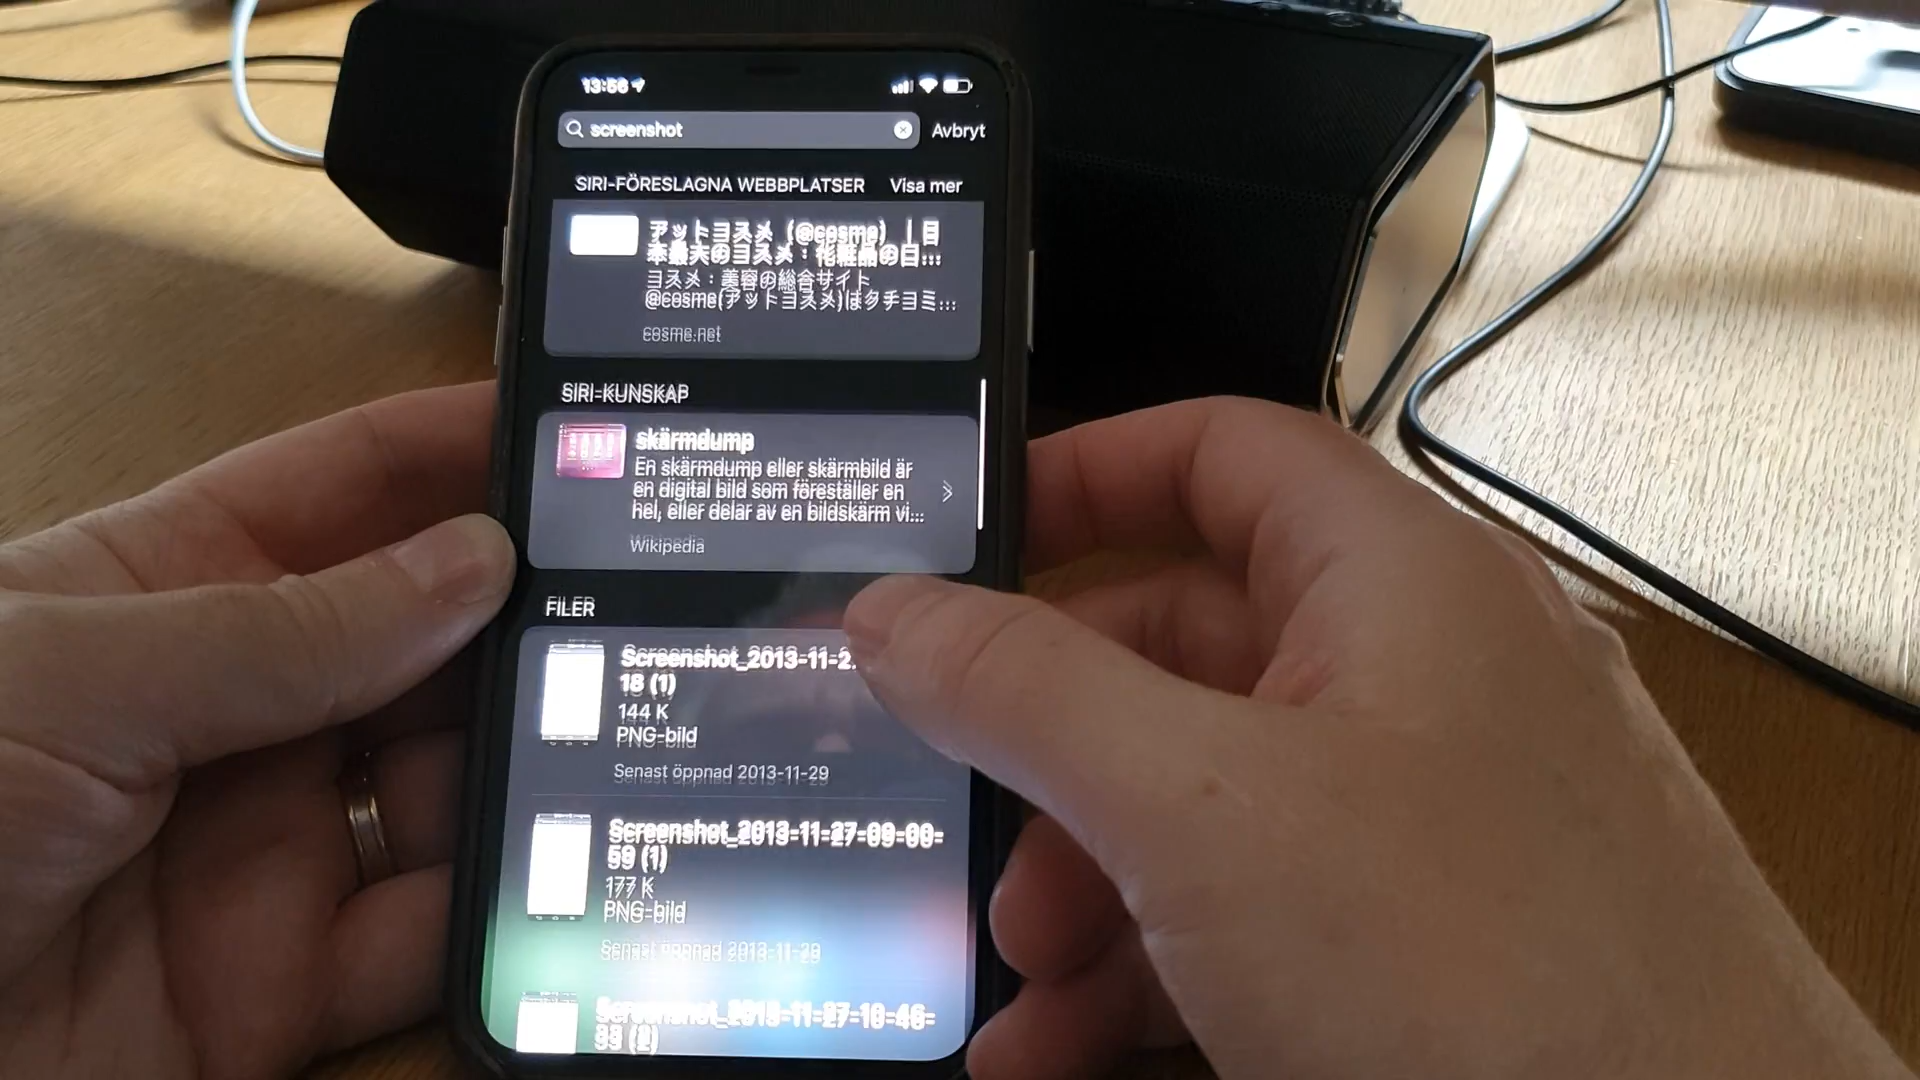 13:56
screenshot
Avbryt
SIRI-FÖRESLAGNA WEBBPLATSER
Visa mer
アットコスメ（@cosme）｜日
本最大のコスメ：化粧品の口...
コスメ：美容の総合サイト
@cosme(アットコスメ)はクチコミ...
cosme.net
SIRI-KUNSKAP
skärmdump
En skärmdump eller skärmbild är
en digital bild som föreställer en
hel, eller delar av en bildskärm vi...
Wikipedia
FILER
Screenshot_2013-11-2
18 (1)
144 K
PNG-bild
Senast öppnad 2013-11-29
Screenshot_2013-11-27-09-00-
59 (1)
177 K
PNG-bild
Senast öppnad 2013-11-29
Screenshot_2013-11-27-10-46-